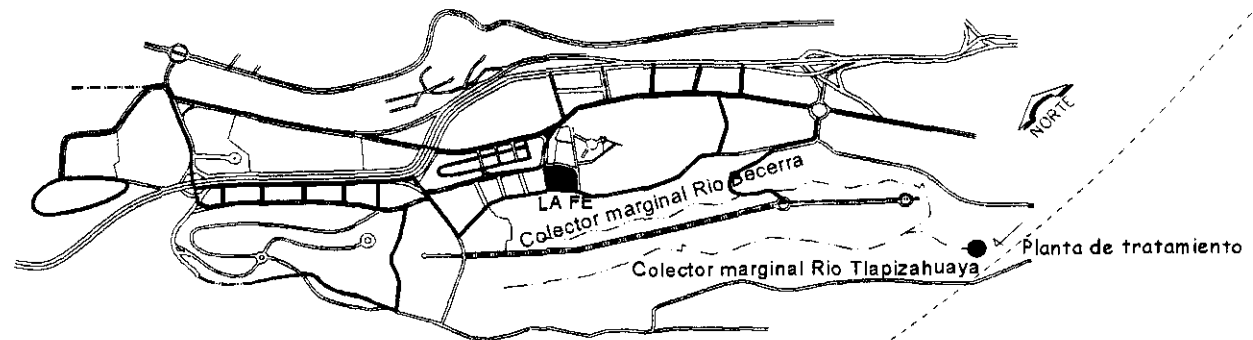 NORTE
LA FE
Colector marginal Rio Becerra
Planta de tratamiento
Colector marginal Rio Tlapizahuaya